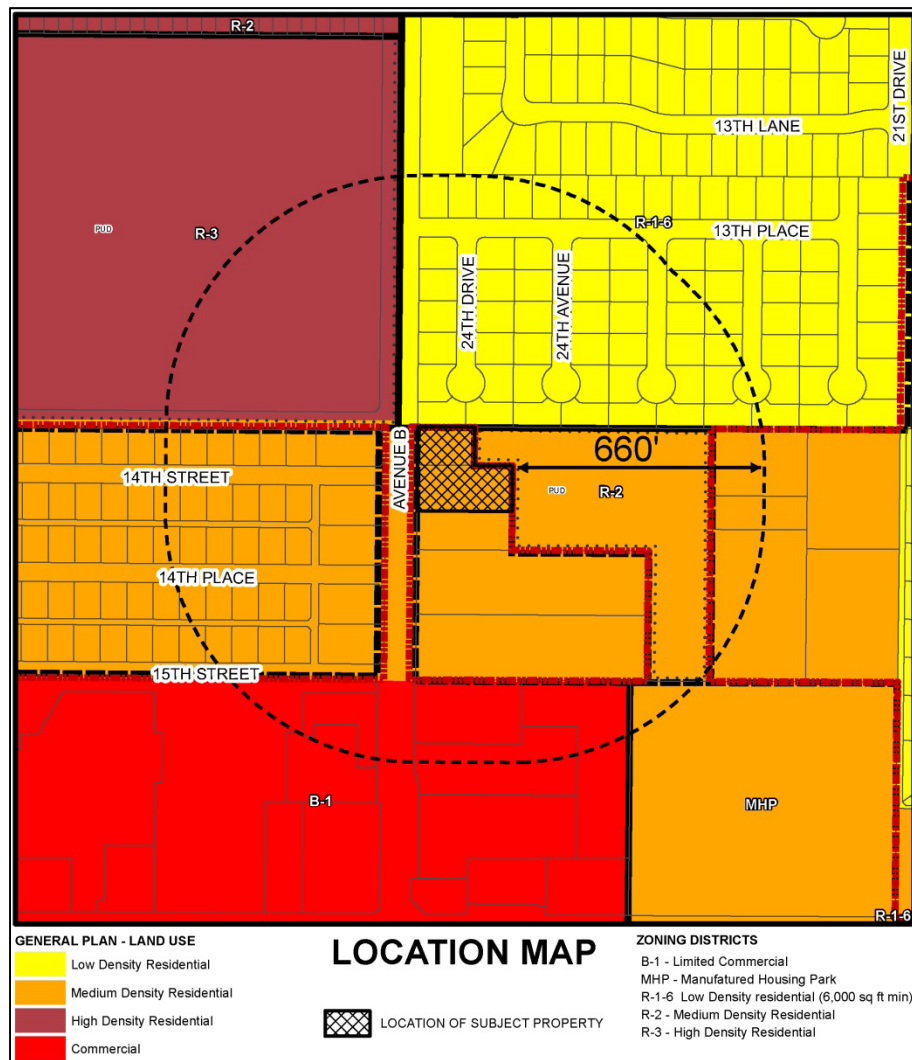 R-2
21ST DRIVE
13TH LANE
PUD
R-3
R-1-6
13TH PLACE
24TH DRIVE
24TH AVENUE
AVENUE B
660'
14TH STREET
PUD
R-2
14TH PLACE
15TH STREET
B-1
MHP
R-1-6
GENERAL PLAN - LAND USE
Low Density Residential
Medium Density Residential
High Density Residential
Commercial
LOCATION MAP
LOCATION OF SUBJECT PROPERTY
ZONING DISTRICTS
B-1 - Limited Commercial
MHP - Manufatured Housing Park
R-1-6 Low Density residential (6,000 sq ft min)
R-2 - Medium Density Residential
R-3 - High Density Residential